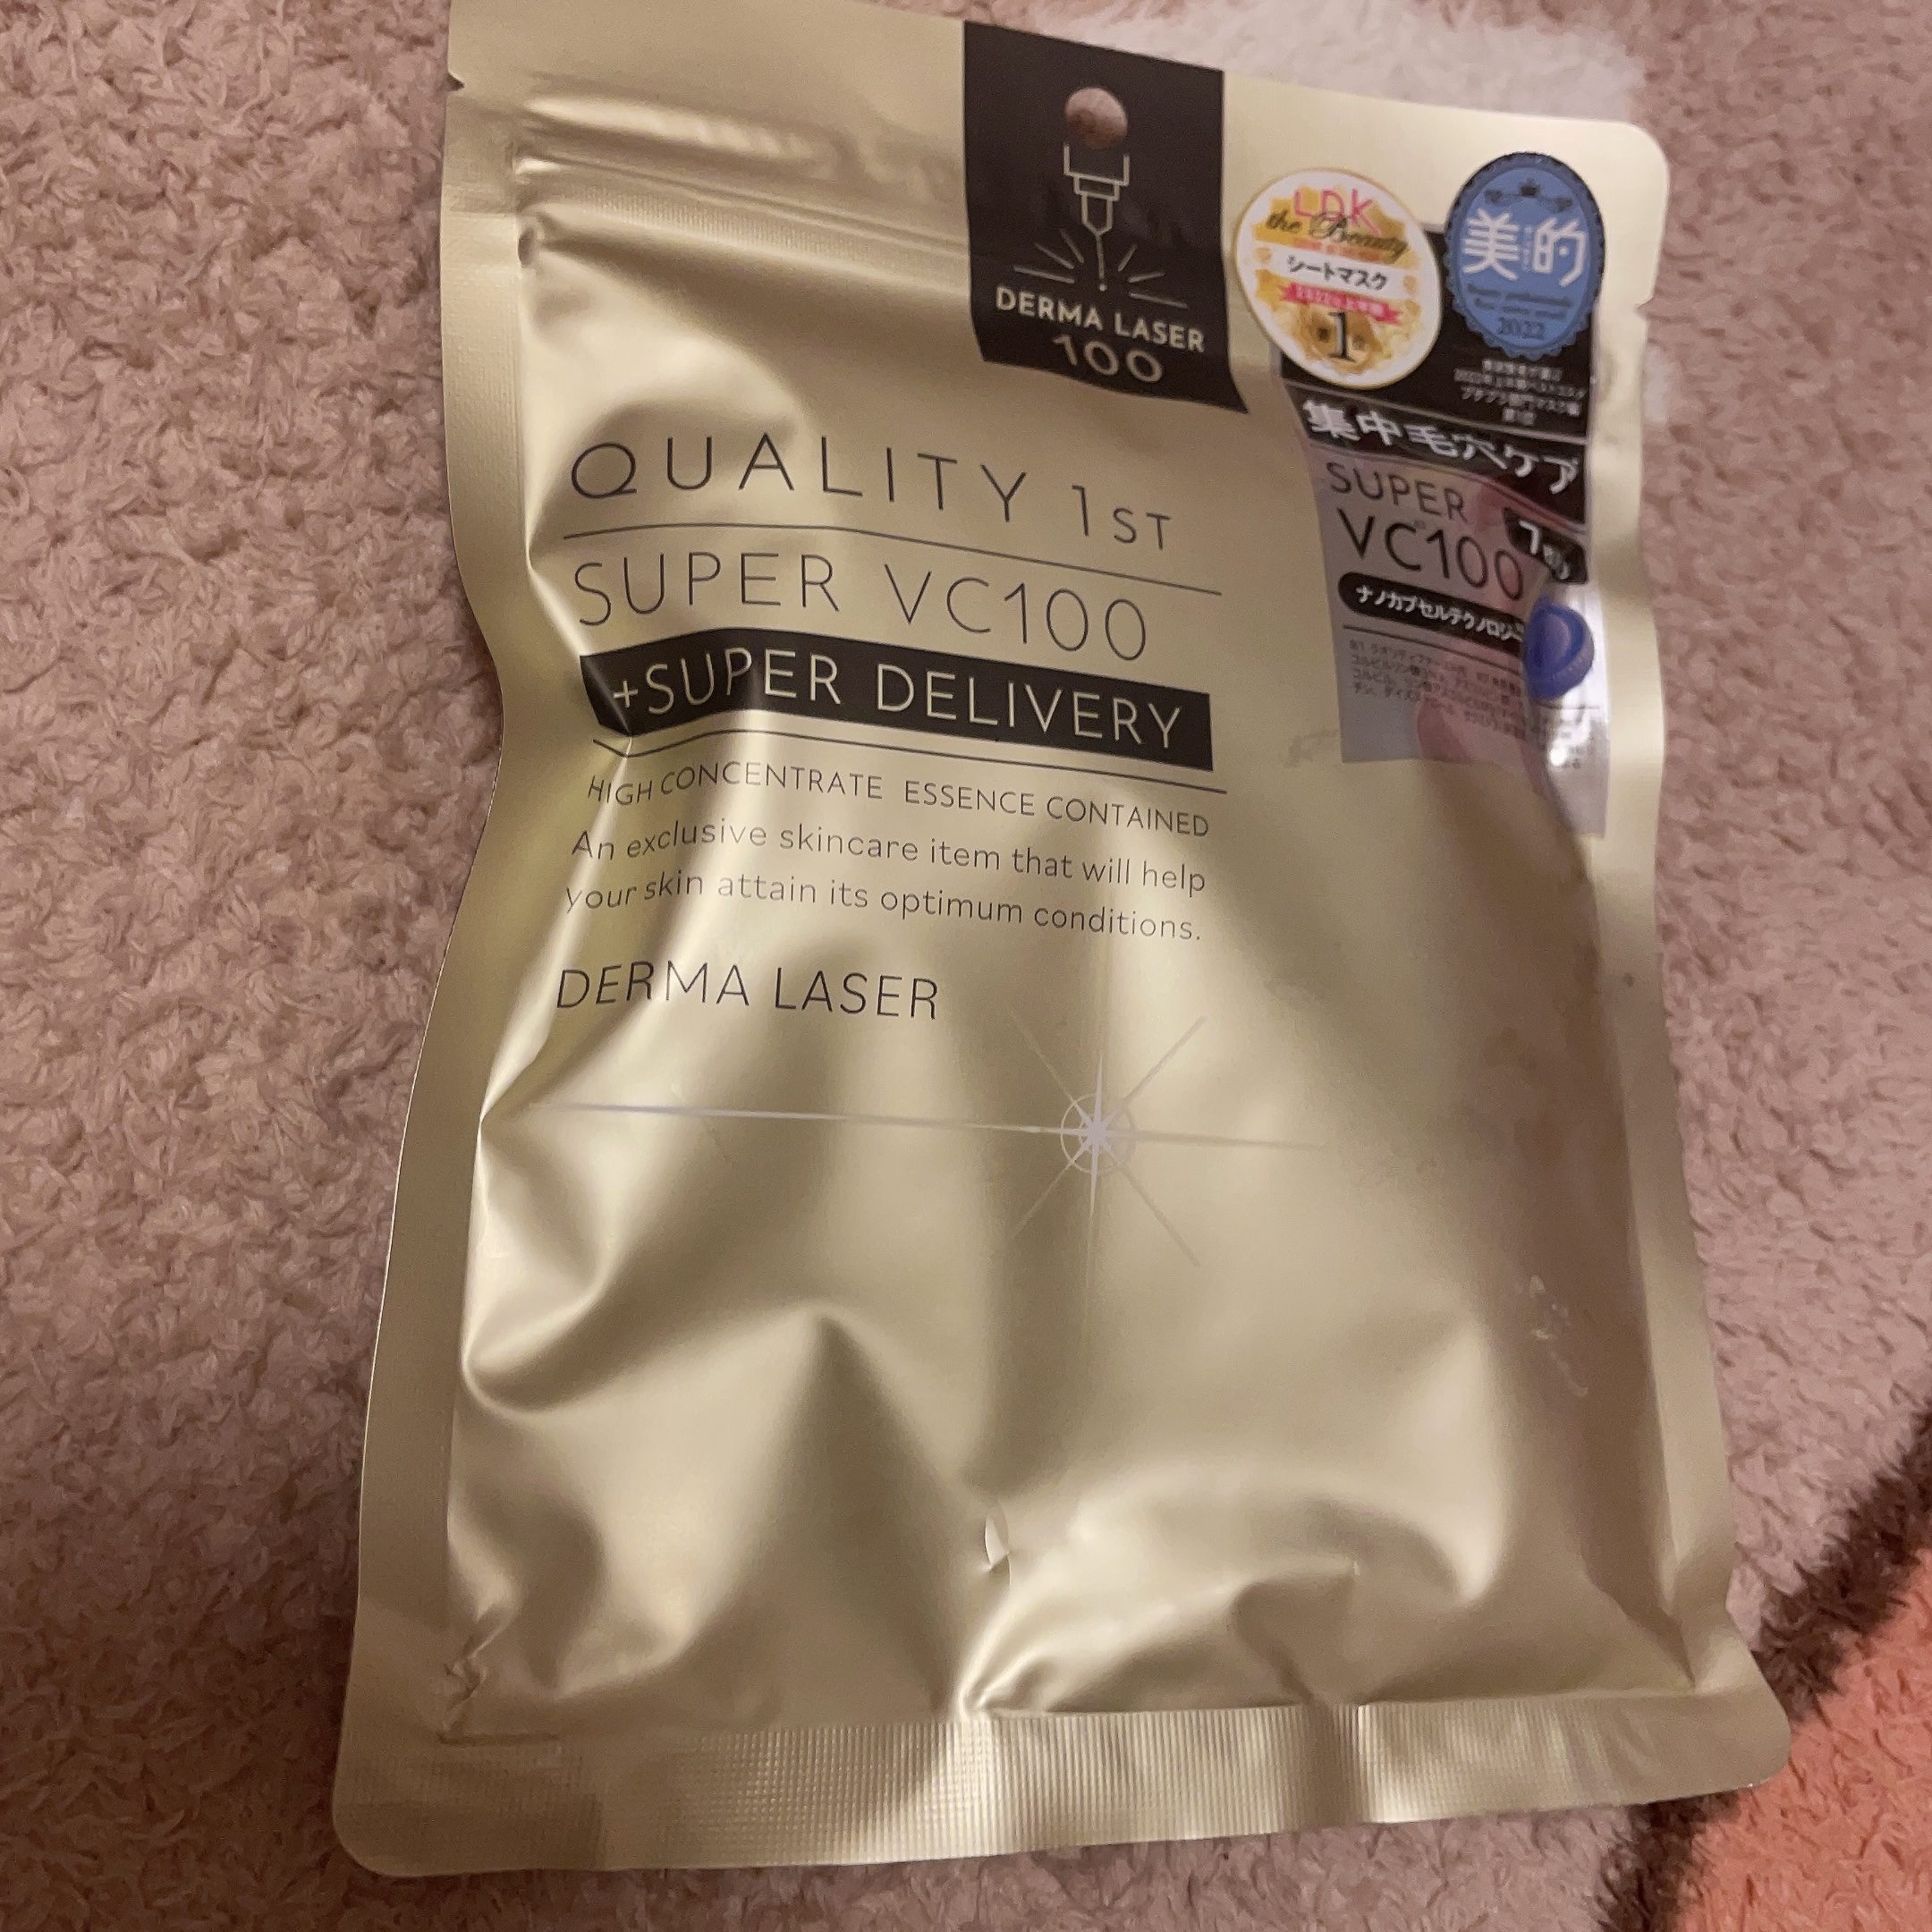 DERMA LASER
100
LDK
the Beauty
シートマスク
1
美的
2022
QUALITY 1ST
SUPER VC100
+SUPER DELIVERY
HIGH CONCENTRATE ESSENCE CONTAINED
An exclusive skincare item that will help
your skin attain its optimum conditions.
DERMA LASER
集中毛穴ケア
SUPER
VC100
ナノカプセルテクノロジー